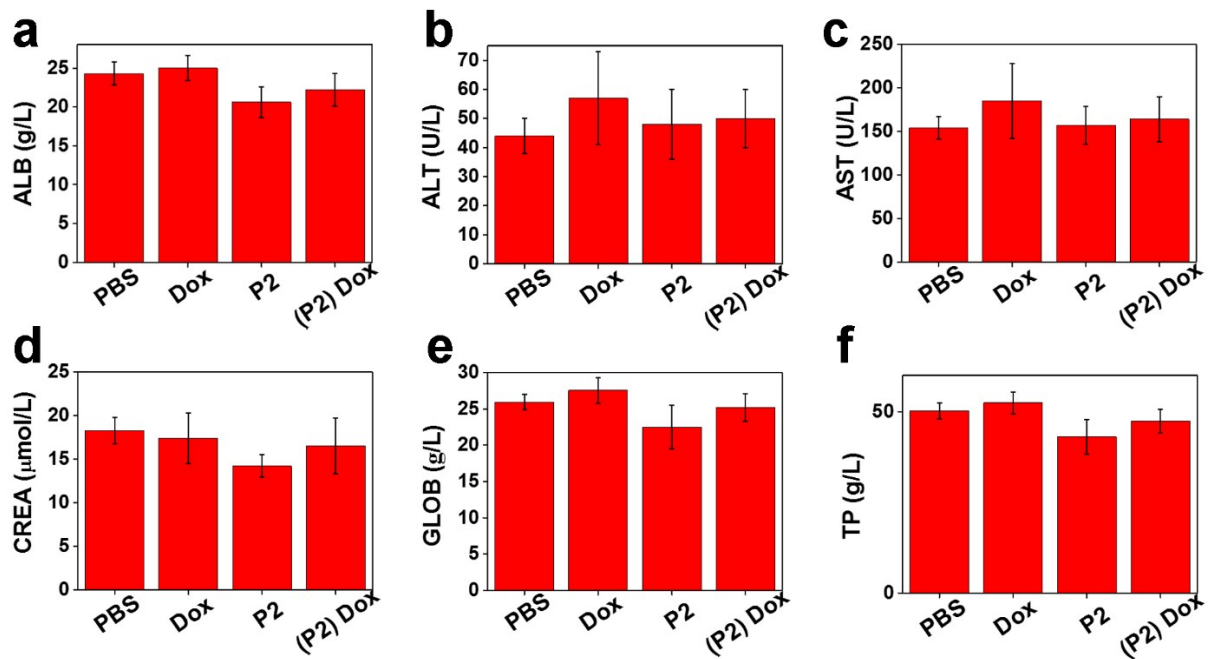 a
ALB (g/L)
25
20
15
10
5
0
PBS
Dox
P2
(P2) Dox
b
ALT (U/L)
70
60
50
40
30
20
10
0
PBS
Dox
P2
(P2) Dox
c
AST (U/L)
250
200
150
100
50
0
PBS
Dox
P2
(P2) Dox
d
CREA (μmol/L)
25
20
15
10
5
0
PBS
Dox
P2
(P2) Dox
e
GLOB (g/L)
30
25
20
15
10
5
0
PBS
Dox
P2
(P2) Dox
f
TP (g/L)
50
0
PBS
Dox
P2
(P2) Dox